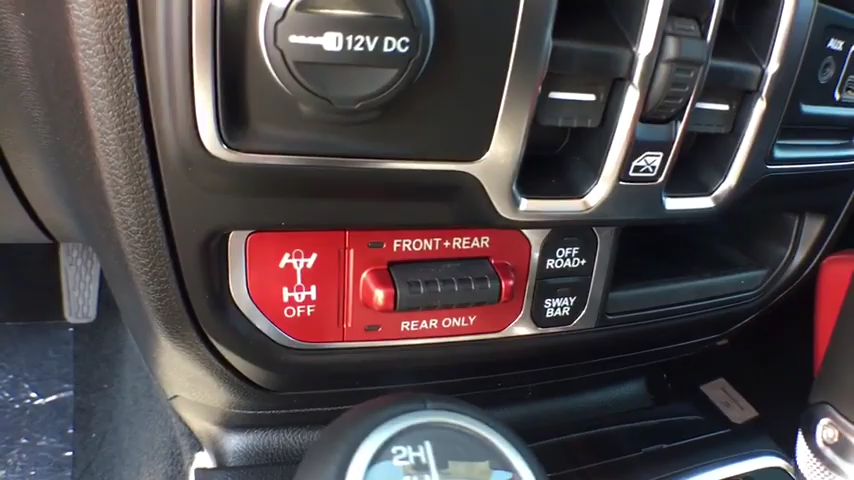 12V DC
AUX
FRONT+REAR
OFF
REAR ONLY
OFF
ROAD+
SWAY
BAR
2H